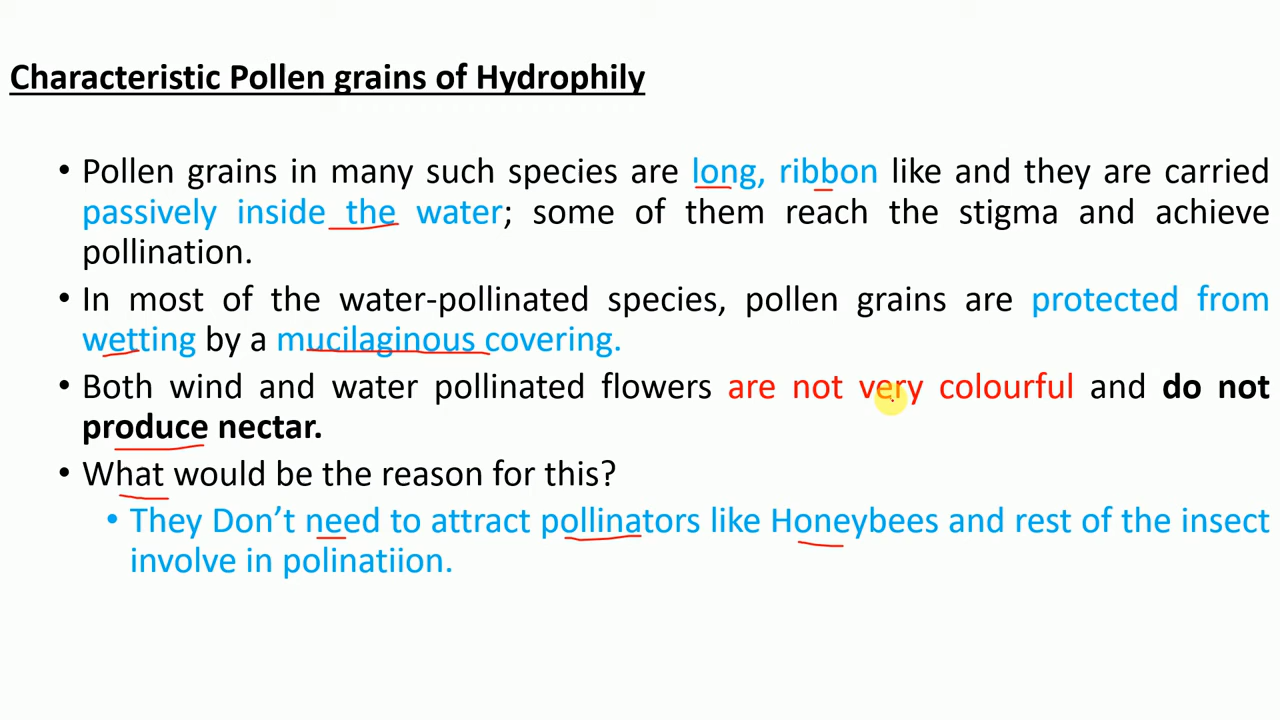 Characteristic Pollen grains of Hydrophily
• Pollen grains in many such species are long, ribbon like and they are carried
passively inside the water; some of them reach the stigma and achieve
pollination.
• In most of the water-pollinated species, pollen grains are protected from
wetting by a mucilaginous covering.
• Both wind and water pollinated flowers are not very colourful and do not
produce nectar.
• What would be the reason for this?
• They Don't need to attract pollinators like Honeybees and rest of the insect
involve in polinatiion.